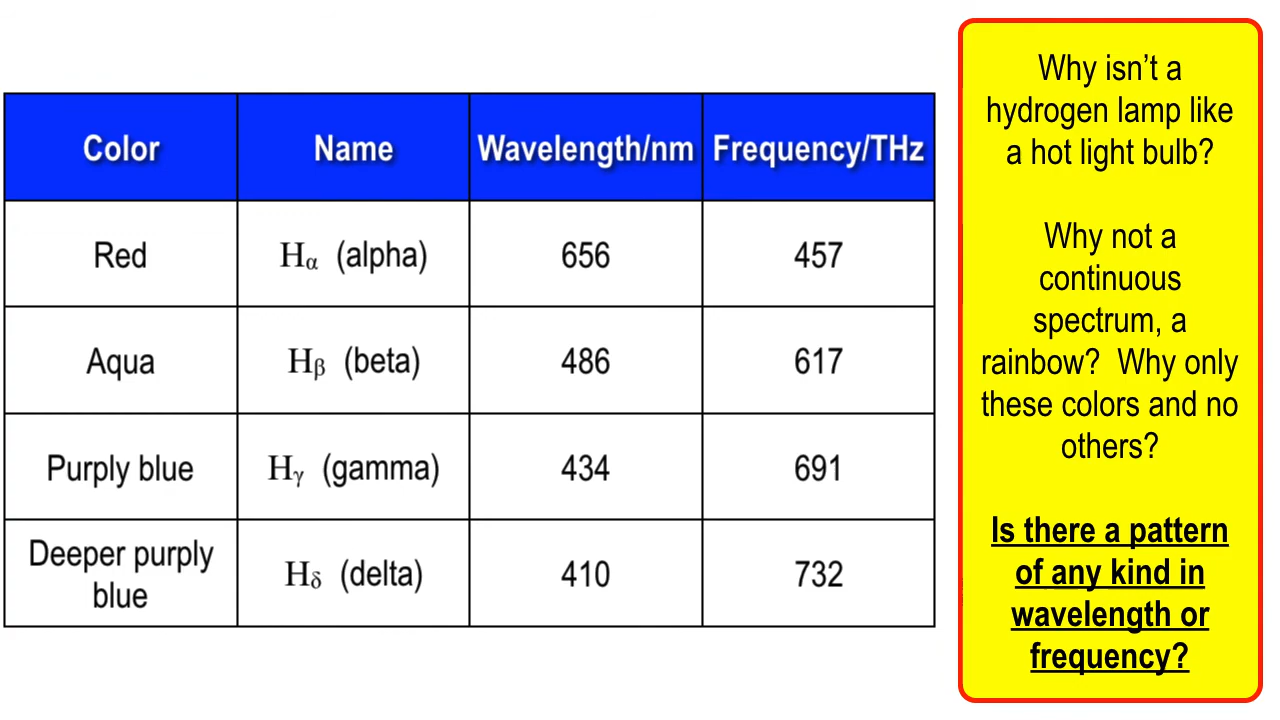 Color Name Wavelength/nm Frequency/THz
Red Hα (alpha) 656 457
Aqua Hβ (beta) 486 617
Purply blue Hγ (gamma) 434 691
Deeper purply
blue Hδ (delta) 410 732
Why isn’t a
hydrogen lamp like
a hot light bulb?
Why not a
continuous
spectrum, a
rainbow? Why only
these colors and no
others?
Is there a pattern
of any kind in
wavelength or
frequency?